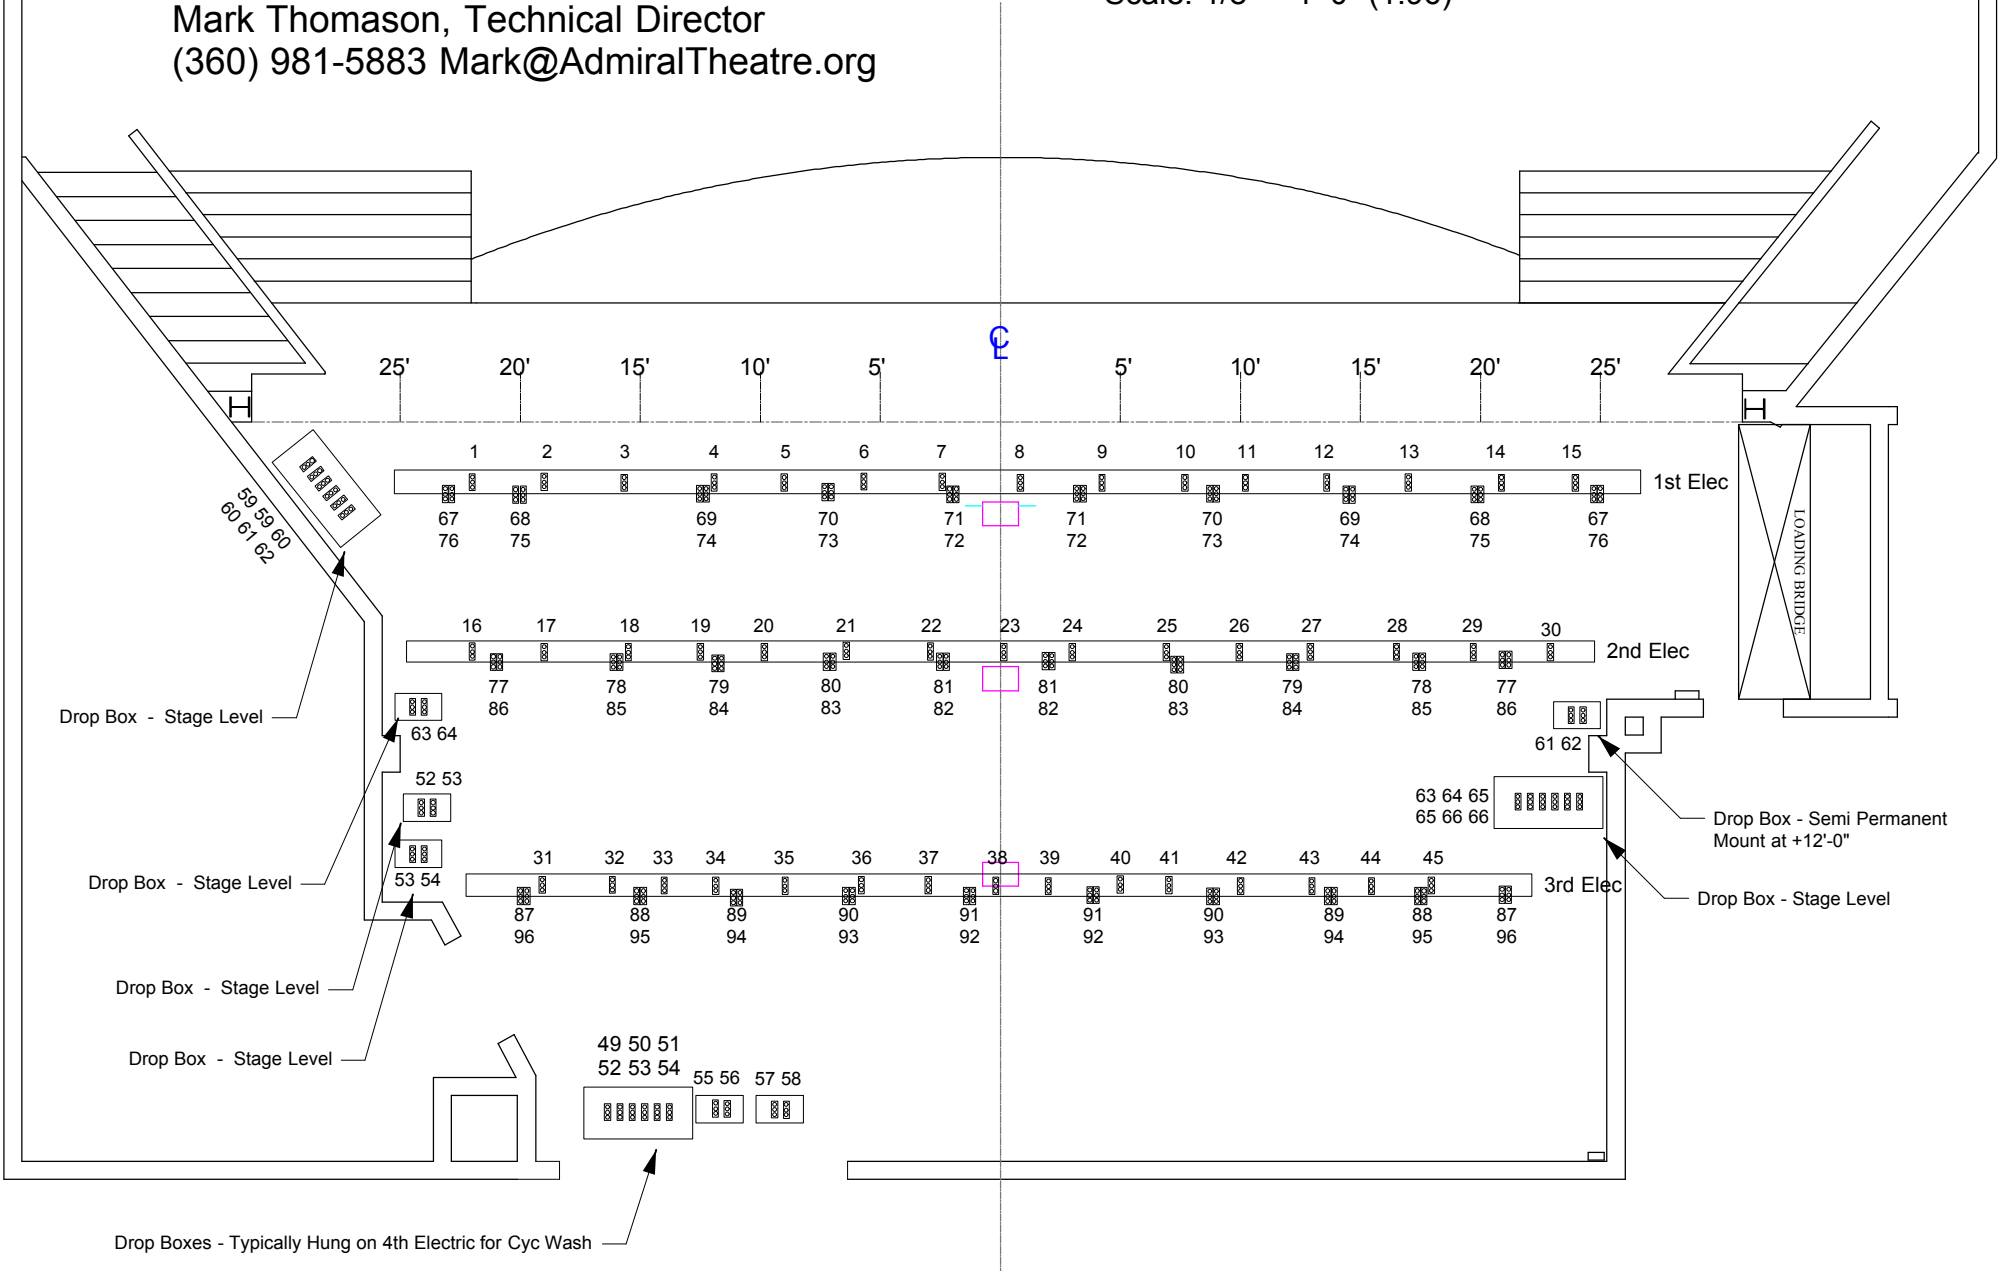 Mark Thomason, Technical Director
(360) 981-5883 Mark@AdmiralTheatre.org
CL
25' 20' 15' 10' 5' 5' 10' 15' 20' 25'
1 2 3 4 5 6 7 8 9 10 11 12 13 14 15
1st Elec
67 68 69 70 71 71 70 69 68 67
76 75 74 73 72 72 73 74 75 76
59 59 60
60 61 62
LOADING BRIDGE
16 17 18 19 20 21 22 23 24 25 26 27 28 29 30
2nd Elec
77 78 79 80 81 81 80 79 78 77
86 85 84 83 82 82 83 84 85 86
Drop Box - Stage Level
63 64
61 62
52 53
63 64 65
65 66 66
Drop Box - Semi Permanent
Mount at +12'-0"
53 54
31 32 33 34 35 36 37 38 39 40 41 42 43 44 45
3rd Elec
Drop Box - Stage Level
Drop Box - Stage Level
87 88 89 90 91 91 90 89 88 87
96 95 94 93 92 92 93 94 95 96
Drop Box - Stage Level
Drop Box - Stage Level
49 50 51
52 53 54
55 56
57 58
Drop Boxes - Typically Hung on 4th Electric for Cyc Wash